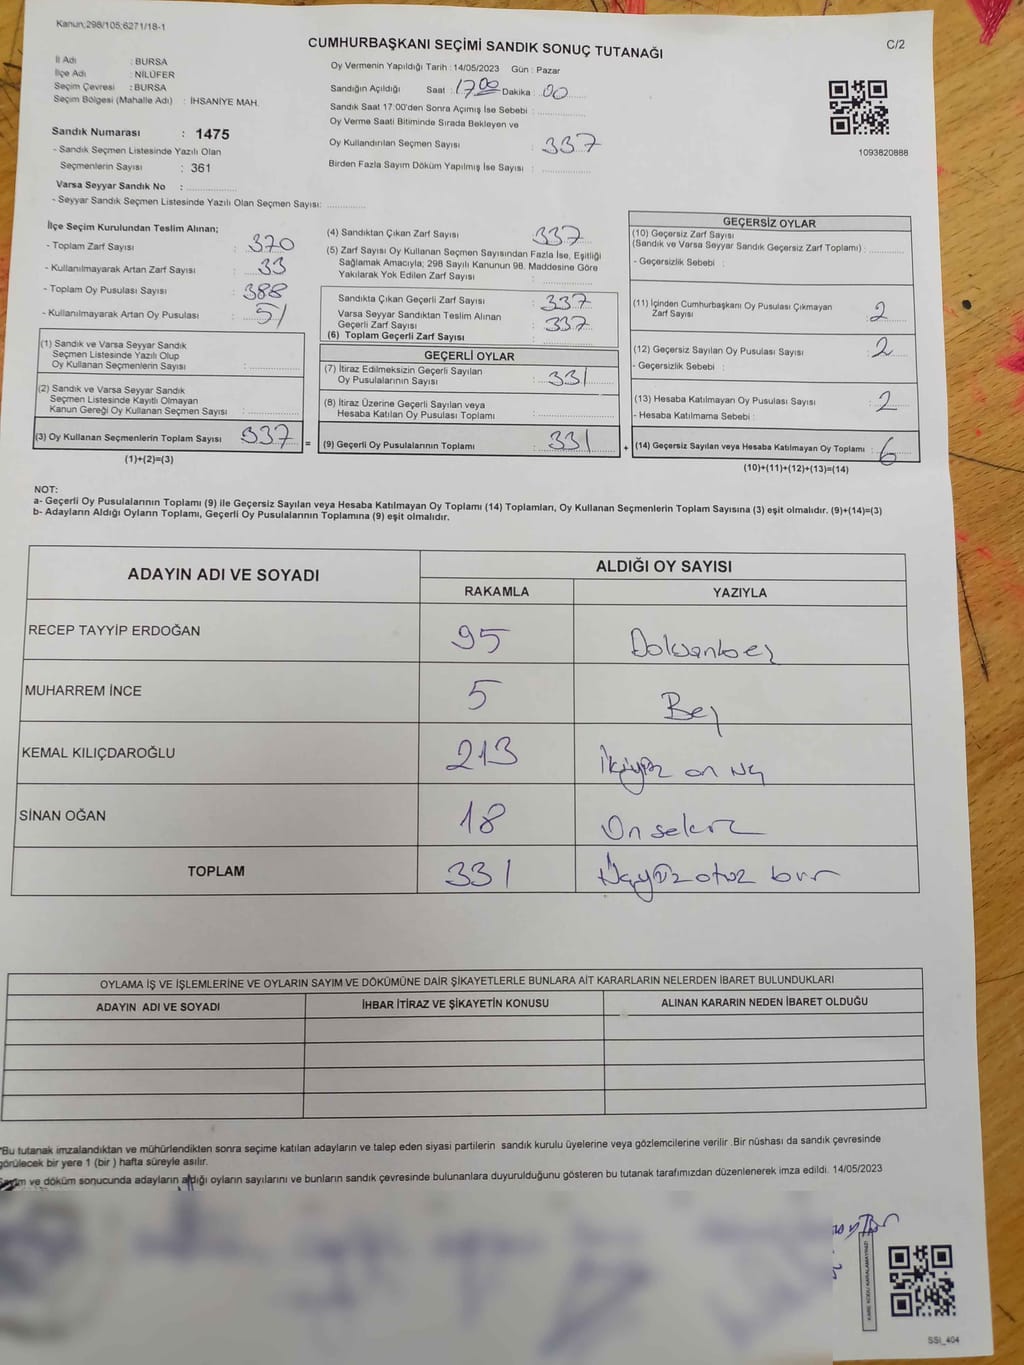 Kanun,298/105,6271/18-1
C/2
CUMHURBAŞKANI SEÇİMİ SANDIK SONUÇ TUTANAĞI
İl Adı : BURSA
İlçe Adı : NİLÜFER
Seçim Çevresi : BURSA
Seçim Bölgesi (Mahalle Adı) : İHSANİYE MAH.
Sandık Numarası : 1475
- Sandık Seçmen Listesinde Yazılı Olan
Seçmenlerin Sayısı : 361
Varsa Seyyar Sandık No :
- Seyyar Sandık Seçmen Listesinde Yazılı Olan Seçmen Sayısı:
Oy Vermenin Yapıldığı Tarih : 14/05/2023 Gün : Pazar
Sandığın Açıldığı Saat : 17 00 Dakika : 00
Sandık Saat 17:00'den Sonra Açımış İse Sebebi :
Oy Verme Saati Bitiminde Sırada Bekleyen ve
Oy Kullandırılan Seçmen Sayısı : 337
Birden Fazla Sayım Döküm Yapılmış İse Sayısı :
1093820888
İlçe Seçim Kurulundan Teslim Alınan;
- Toplam Zarf Sayısı : 370
- Kullanılmayarak Artan Zarf Sayısı : 33
- Toplam Oy Pusulası Sayısı : 388
- Kullanılmayarak Artan Oy Pusulası : 51
(1) Sandık ve Varsa Seyyar Sandık
Seçmen Listesinde Yazılı Olup
Oy Kullanan Seçmenlerin Sayısı :
(2) Sandık ve Varsa Seyyar Sandık
Seçmen Listesinde Kayıtlı Olmayan
Kanun Gereği Oy Kullanan Seçmen Sayısı :
(3) Oy Kullanan Seçmenlerin Toplam Sayısı 337 =
(1)+(2)=(3)
(4) Sandıktan Çıkan Zarf Sayısı : 337
(5) Zarf Sayısı Oy Kullanan Seçmen Sayısından Fazla İse, Eşitliği
Sağlamak Amacıyla; 298 Sayılı Kanunun 98. Maddesine Göre
Yakılarak Yok Edilen Zarf Sayısı :
Sandıkta Çıkan Geçerli Zarf Sayısı : 337
Varsa Seyyar Sandıktan Teslim Alınan
Geçerli Zarf Sayısı : 337
(6) Toplam Geçerli Zarf Sayısı :
GEÇERLİ OYLAR
(7) İtiraz Edilmeksizin Geçerli Sayılan
Oy Pusulalarının Sayısı : 331
(8) İtiraz Üzerine Geçerli Sayılan veya
Hesaba Katılan Oy Pusulası Toplamı :
(9) Geçerli Oy Pusulalarının Toplamı : 331 +
GEÇERSİZ OYLAR
(10) Geçersiz Zarf Sayısı
(Sandık ve Varsa Seyyar Sandık Geçersiz Zarf Toplamı) :
- Geçersizlik Sebebi :
(11) İçinden Cumhurbaşkanı Oy Pusulası Çıkmayan
Zarf Sayısı : 2
(12) Geçersiz Sayılan Oy Pusulası Sayısı : 2
- Geçersizlik Sebebi :
(13) Hesaba Katılmayan Oy Pusulası Sayısı : 2
- Hesaba Katılmama Sebebi :
(14) Geçersiz Sayılan veya Hesaba Katılmayan Oy Toplamı : 6
(10)+(11)+(12)+(13)=(14)
NOT:
a- Geçerli Oy Pusulalarının Toplamı (9) ile Geçersiz Sayılan veya Hesaba Katılmayan Oy Toplamı (14) Toplamları, Oy Kullanan Seçmenlerin Toplam Sayısına (3) eşit olmalıdır. (9)+(14)=(3)
b- Adayların Aldığı Oyların Toplamı, Geçerli Oy Pusulalarının Toplamına (9) eşit olmalıdır.
ADAYIN ADI VE SOYADI
ALDIĞI OY SAYISI
RAKAMLA YAZIYLA
RECEP TAYYİP ERDOĞAN 95 Doksanbeş
MUHARREM İNCE 5 Beş
KEMAL KILIÇDAROĞLU 213 İkiyüz on üç
SİNAN OĞAN 18 Onsekiz
TOPLAM 331 Üçyüz otuz bir
OYLAMA İŞ VE İŞLEMLERİNE VE OYLARIN SAYIM VE DÖKÜMÜNE DAİR ŞİKAYETLERLE BUNLARA AİT KARARLARIN NELERDEN İBARET BULUNDUKLARI
ADAYIN ADI VE SOYADI İHBAR İTİRAZ VE ŞİKAYETİN KONUSU ALINAN KARARIN NEDEN İBARET OLDUĞU
*Bu tutanak imzalandıktan ve mühürlendikten sonra seçime katılan adayların ve talep eden siyasi partilerin sandık kurulu üyelerine veya gözlemcilerine verilir .Bir nüshası da sandık çevresinde
görülecek bir yere 1 (bir ) hafta süreyle asılır.
Sayım ve döküm sonucunda adayların aldığı oyların sayılarını ve bunların sandık çevresinde bulunanlara duyurulduğunu gösteren bu tutanak tarafımızdan düzenlenerek imza edildi. 14/05/2023
KARE KODU KARALAMAYINIZ!
SSİ_404